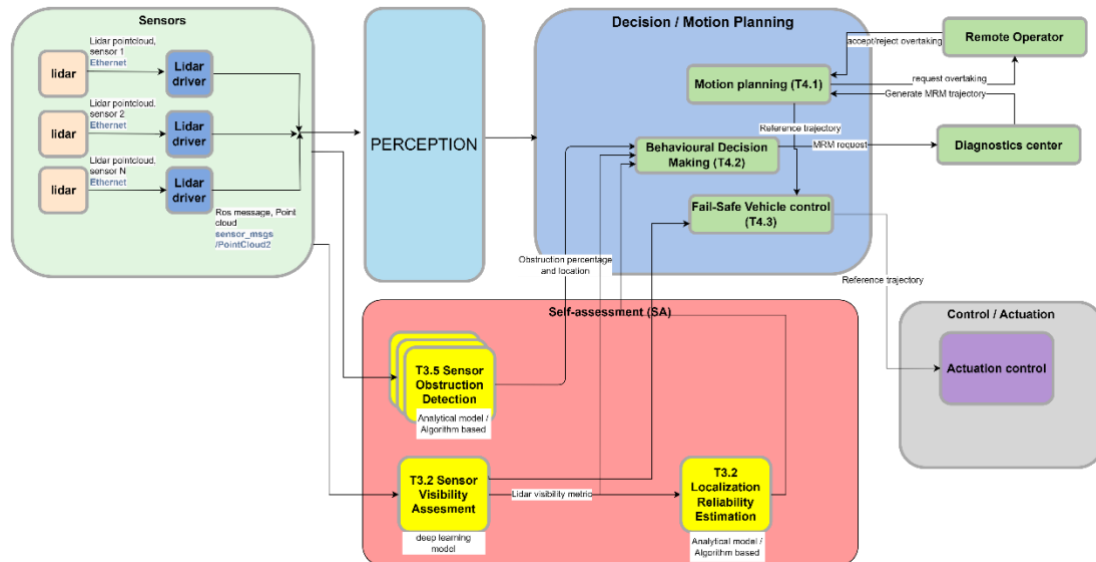 Sensors
Lidar pointcloud,
sensor 1
Ethernet
lidar
Lidar
driver
Lidar pointcloud,
sensor 2
Ethernet
lidar
Lidar
driver
Lidar pointcloud,
sensor N
Ethernet
lidar
Lidar
driver
Ros message, Point
cloud
sensor_msgs
/PointCloud2
PERCEPTION
Decision / Motion Planning
Motion planning (T4.1)
Reference trajectory
Behavioural Decision
Making (T4.2)
MRM request
Fail-Safe Vehicle control
(T4.3)
accept/reject overtaking
Remote Operator
request overtaking
Generate MRM trajectory
Diagnostics center
Obstruction percentage
and location
Reference trajectory
Self-assessment (SA)
T3.5 Sensor
Obstruction
Detection
Analytical model /
Algorithm based
T3.2 Sensor
Visibility
Assesment
deep learning
model
Lidar visibility metric
T3.2
Localization
Reliability
Estimation
Analytical model /
Algorithm based
Control / Actuation
Actuation control